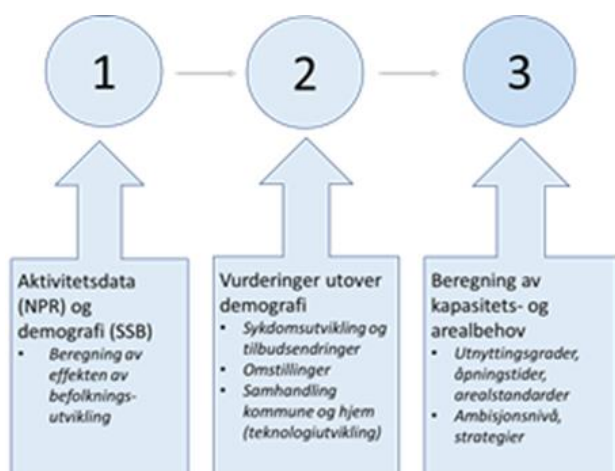 1
2
3
Aktivitetsdata
(NPR) og
demografi (SSB)
• Beregning av
effekten av
befolknings-
utvikling
Vurderinger utover
demografi
• Sykdomsutvikling og
tilbudsendringer
• Omstillinger
• Samhandling
kommune og hjem
(teknologiutvikling)
Beregning av
kapasitets- og
arealbehov
• Utnyttingsgrader,
åpningstider,
arealstandarder
• Ambisjonsnivå,
strategier